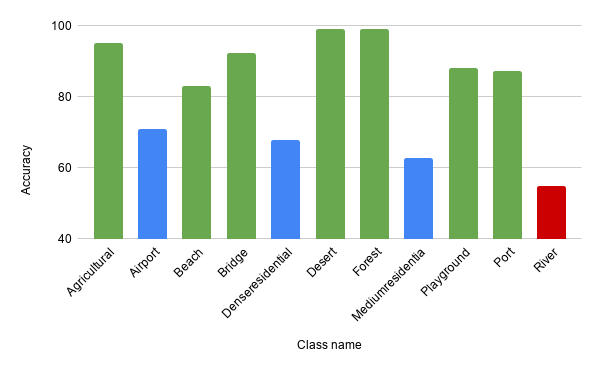 100
80
60
40
Accuracy
Agricultural
Airport
Beach
Bridge
Denseresidential
Desert
Forest
Mediumresidentia
Playground
Port
River
Class name